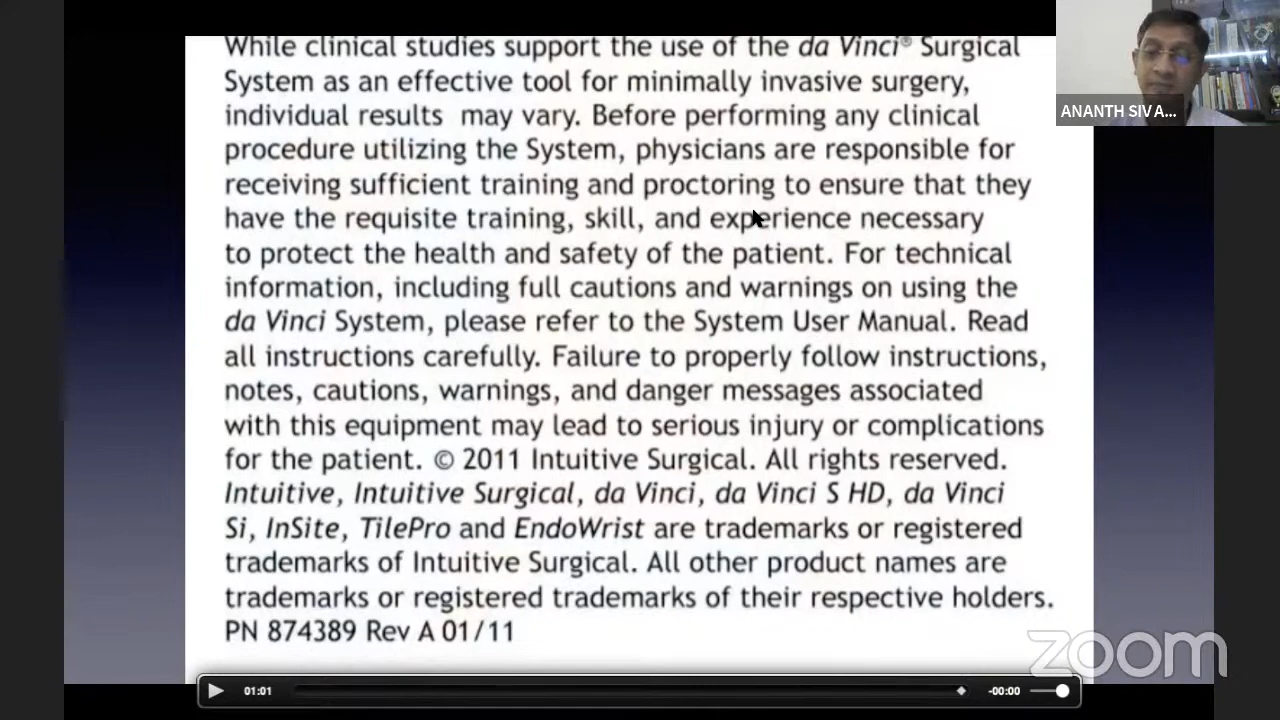 While clinical studies support the use of the da Vinci® Surgical
System as an effective tool for minimally invasive surgery,
individual results may vary. Before performing any clinical
procedure utilizing the System, physicians are responsible for
receiving sufficient training and proctoring to ensure that they
have the requisite training, skill, and experience necessary
to protect the health and safety of the patient. For technical
information, including full cautions and warnings on using the
da Vinci System, please refer to the System User Manual. Read
all instructions carefully. Failure to properly follow instructions,
notes, cautions, warnings, and danger messages associated
with this equipment may lead to serious injury or complications
for the patient. © 2011 Intuitive Surgical. All rights reserved.
Intuitive, Intuitive Surgical, da Vinci, da Vinci S HD, da Vinci
Si, InSite, TilePro and EndoWrist are trademarks or registered
trademarks of Intuitive Surgical. All other product names are
trademarks or registered trademarks of their respective holders.
PN 874389 Rev A 01/11
ANANTH SIVA...
zoom
01:01
-00:00